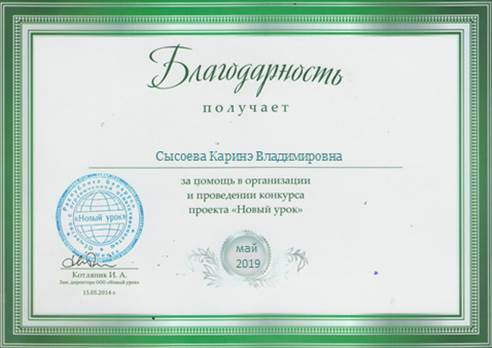 Благодарность
получает
Сысоева Каринэ Владимировна
за помощь в организации
и проведении конкурса
проекта «Новый урок»
«Новый урок»
май
2019
Котляник И. А.
Зам. директора ООО «Новый урок»
15.05.2014 г.